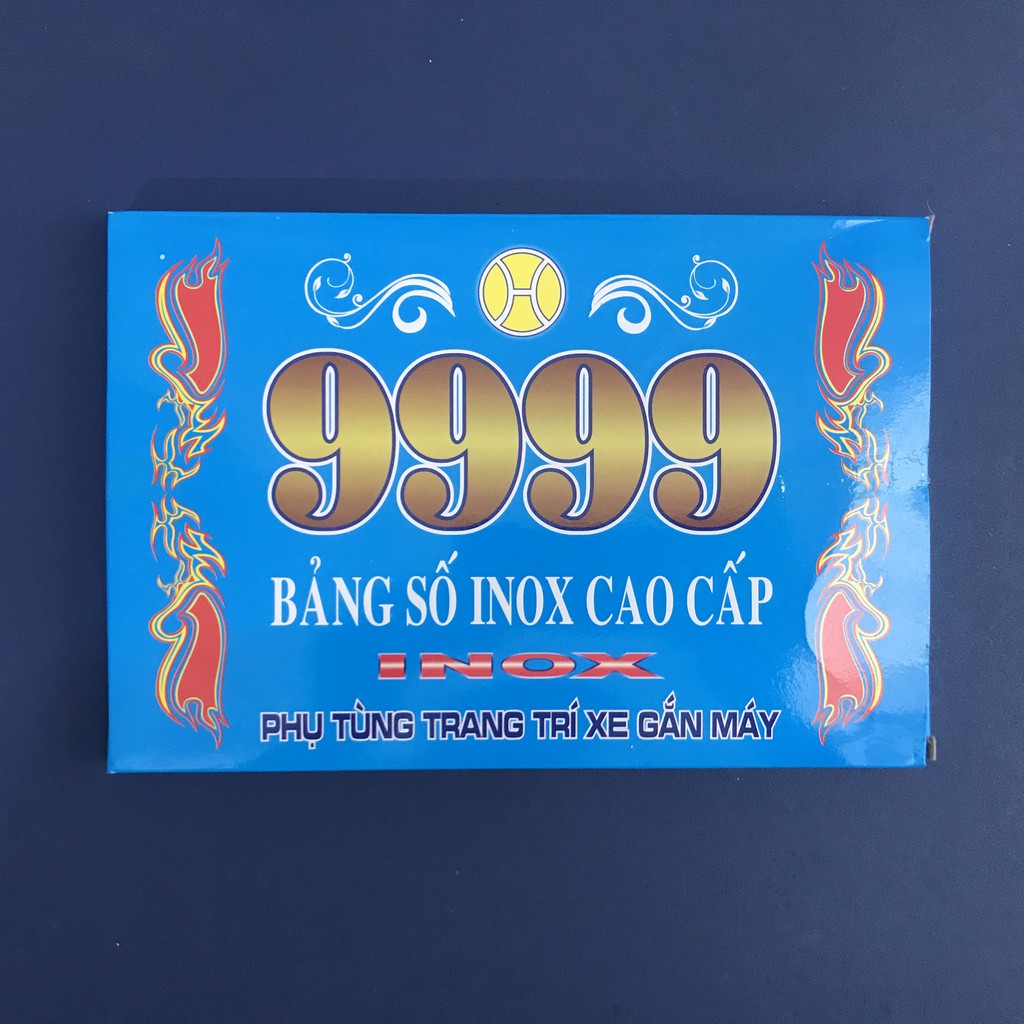 H
9999
BẢNG SỐ INOX CAO CẤP
INOX
PHỤ TÙNG TRANG TRÍ XE GẮN MÁY